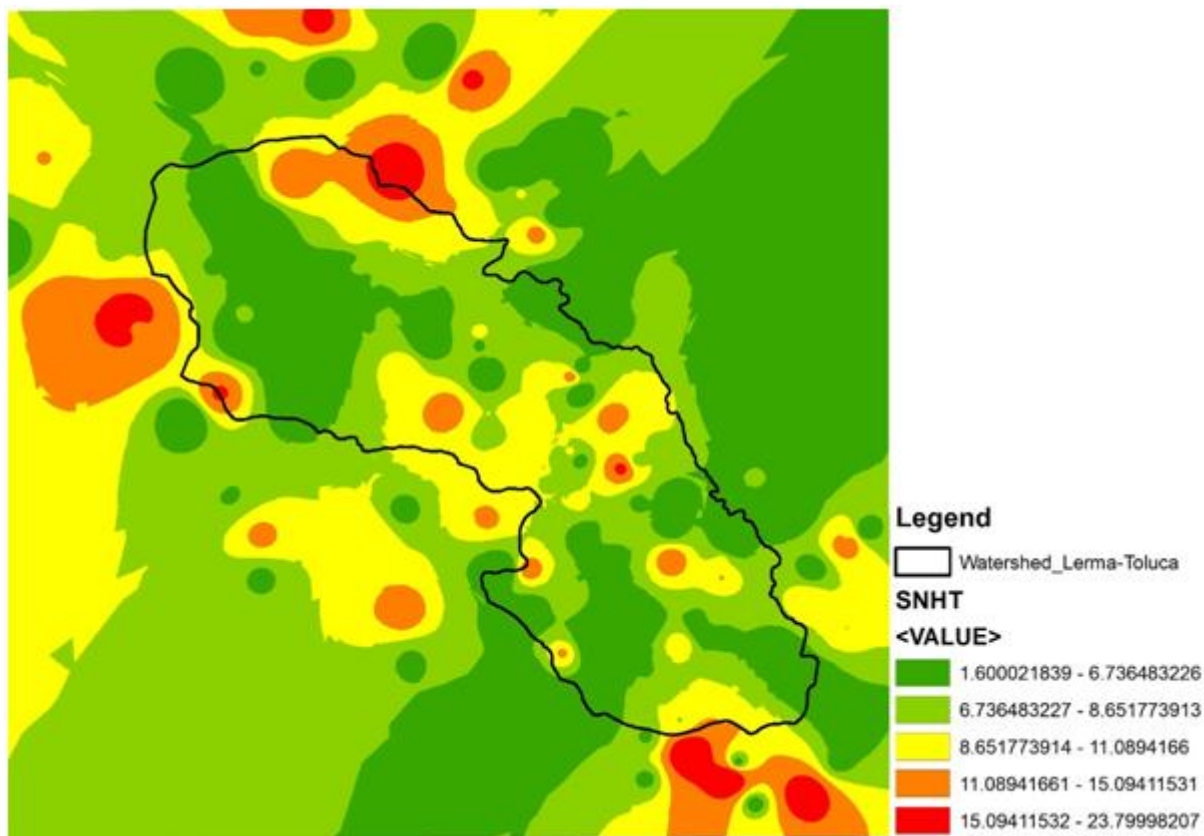 Legend
Watershed_Lerma-Toluca
SNHT
<VALUE>
1.600021839 - 6.736483226
6.736483227 - 8.651773913
8.651773914 - 11.0894166
11.08941661 - 15.09411531
15.09411532 - 23.79998207